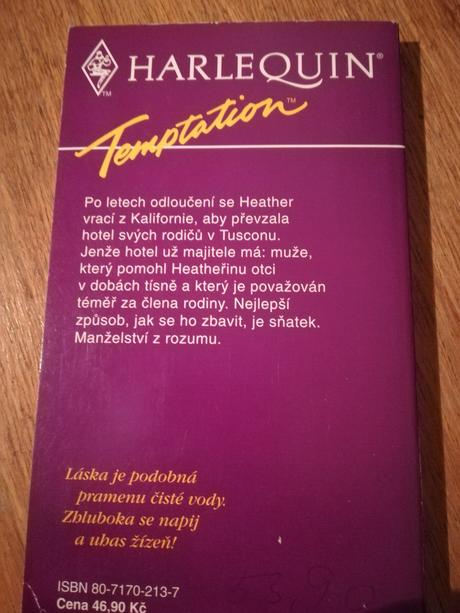 HARLEQUIN®
TM
Temptation™
Po letech odloučení se Heather
vrací z Kalifornie, aby převzala
hotel svých rodičů v Tusconu.
Jenže hotel už majitele má: muže,
který pomohl Heatheřinu otci
v dobách tísně a který je považován
téměř za člena rodiny. Nejlepší
způsob, jak se ho zbavit, je sňatek.
Manželství z rozumu.
Láska je podobná
pramenu čisté vody.
Zhluboka se napij
a uhas žízeň!
ISBN 80-7170-213-7
Cena 46,90 Kč